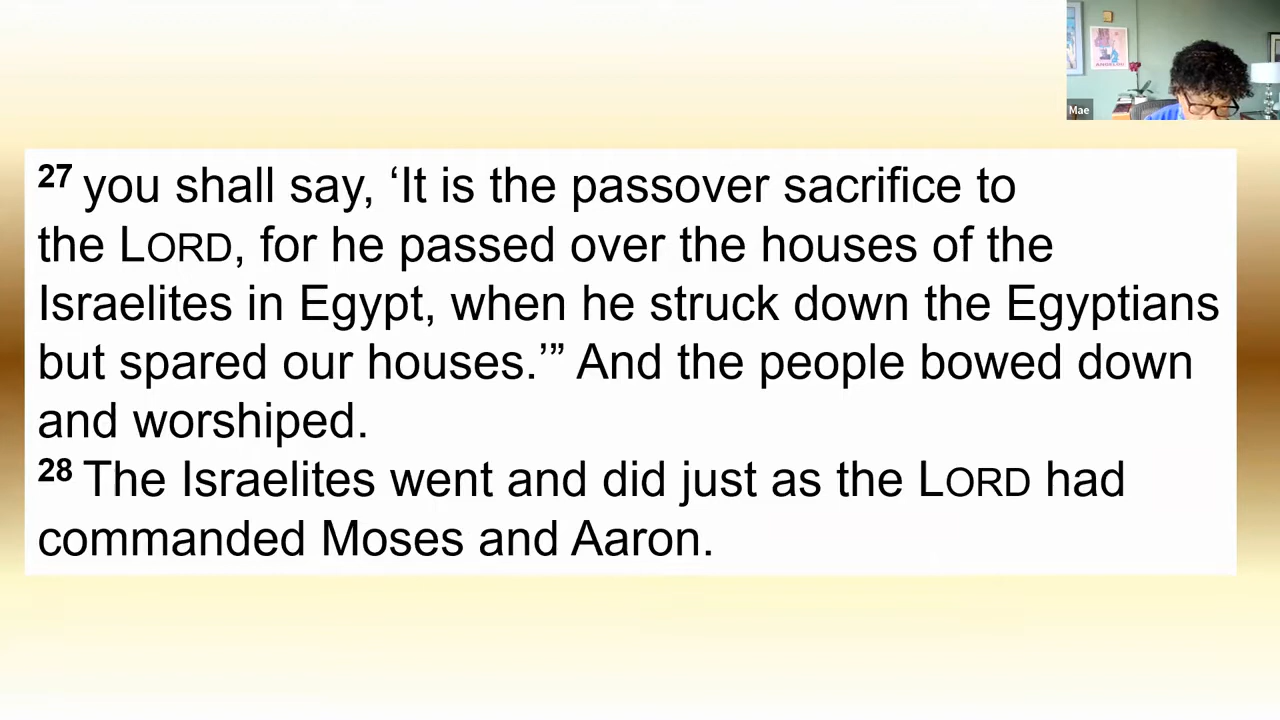 Mae
27 you shall say, ‘It is the passover sacrifice to
the LORD, for he passed over the houses of the
Israelites in Egypt, when he struck down the Egyptians
but spared our houses.’” And the people bowed down
and worshiped.
28 The Israelites went and did just as the LORD had
commanded Moses and Aaron.